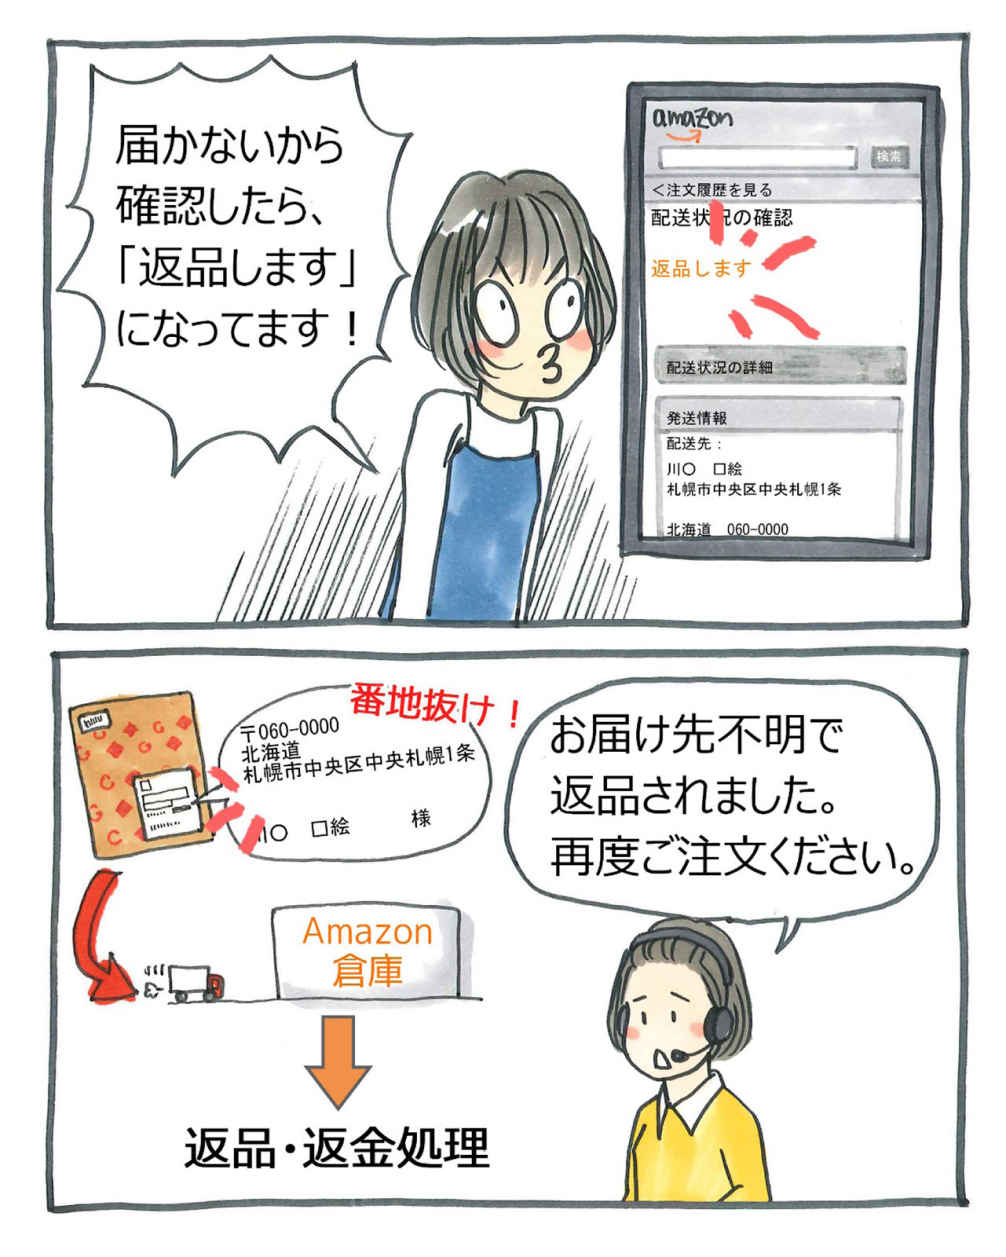 届かないから
確認したら、
「返品します」
になってます！
amazon
検索
＜注文履歴を見る
配送状況の確認
返品します
配送状況の詳細
発送情報
配送先：
川〇　口絵
札幌市中央区中央札幌1条
北海道　060-0000
番地抜け！
〒060-0000
北海道
札幌市中央区中央札幌1条
川〇　口絵　様
お届け先不明で
返品されました。
再度ご注文ください。
Amazon
倉庫
返品・返金処理